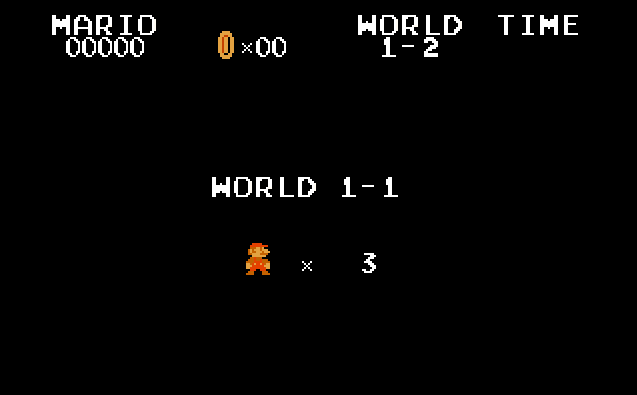 MARIO WORLD TIME
00000 ×00 1-2
WORLD 1-1
× 3